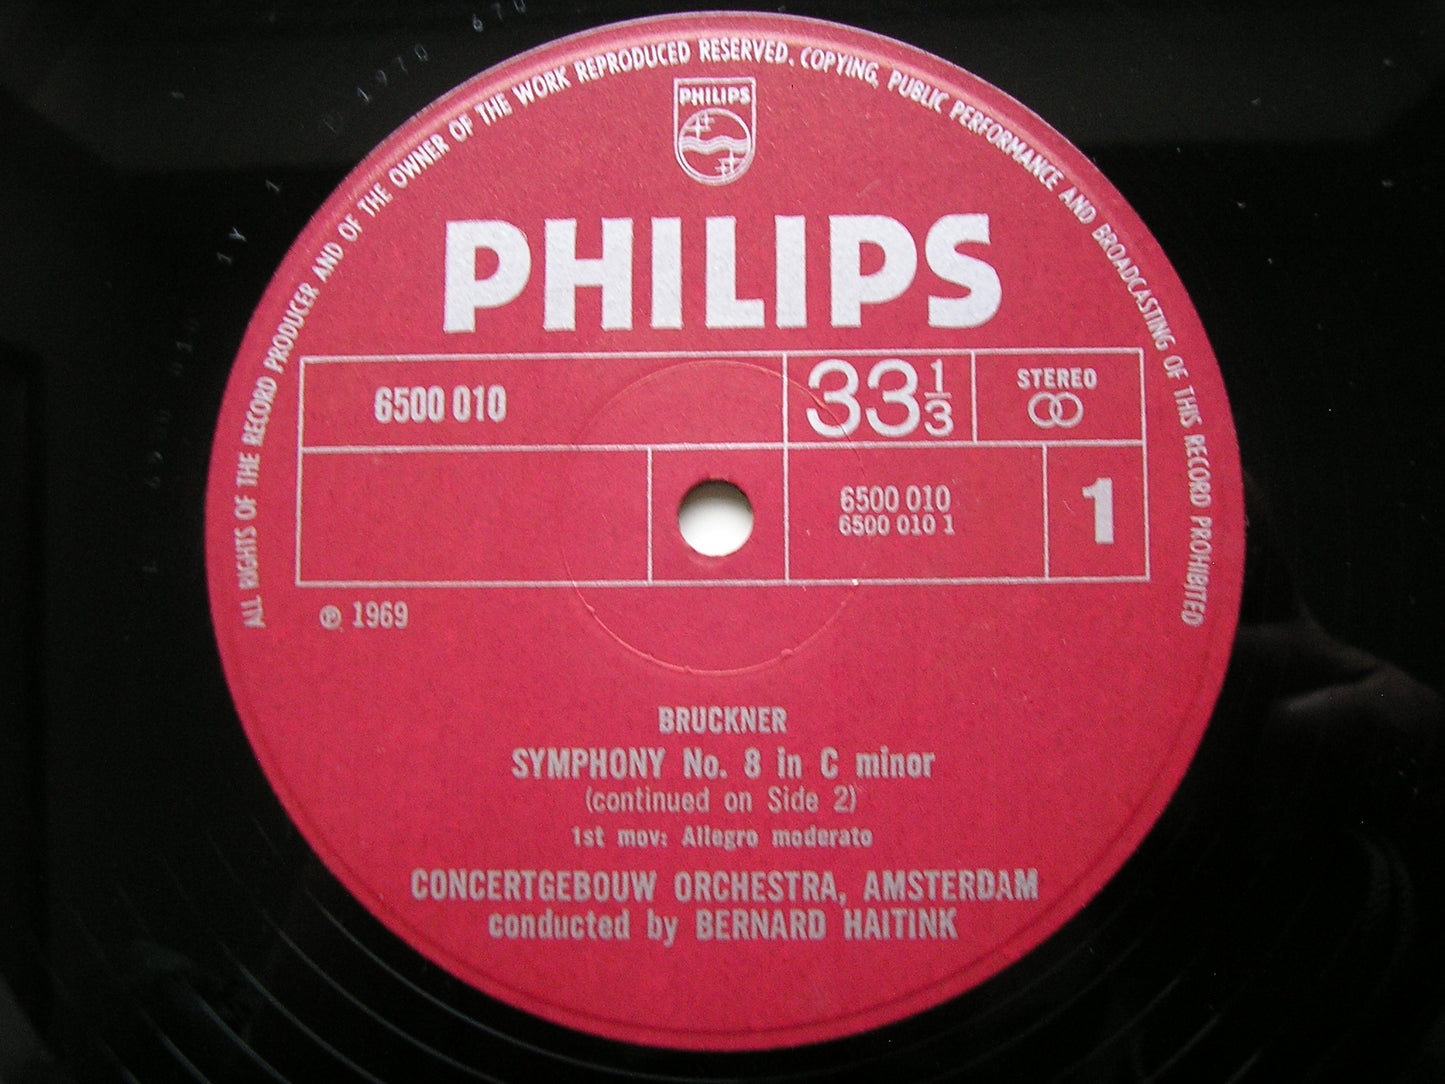 ALL RIGHTS OF THE RECORD PRODUCER AND OF THE OWNER OF THE WORK REPRODUCED RESERVED. COPYING, PUBLIC PERFORMANCE AND BROADCASTING OF THIS RECORD PROHIBITED
PHILIPS
PHILIPS
6500 010
33 1/3
STEREO
6500 010
6500 010 1
1
℗ 1969
BRUCKNER
SYMPHONY No. 8 in C minor
(continued on Side 2)
1st mov: Allegro moderato
CONCERTGEBOUW ORCHESTRA, AMSTERDAM
conducted by BERNARD HAITINK